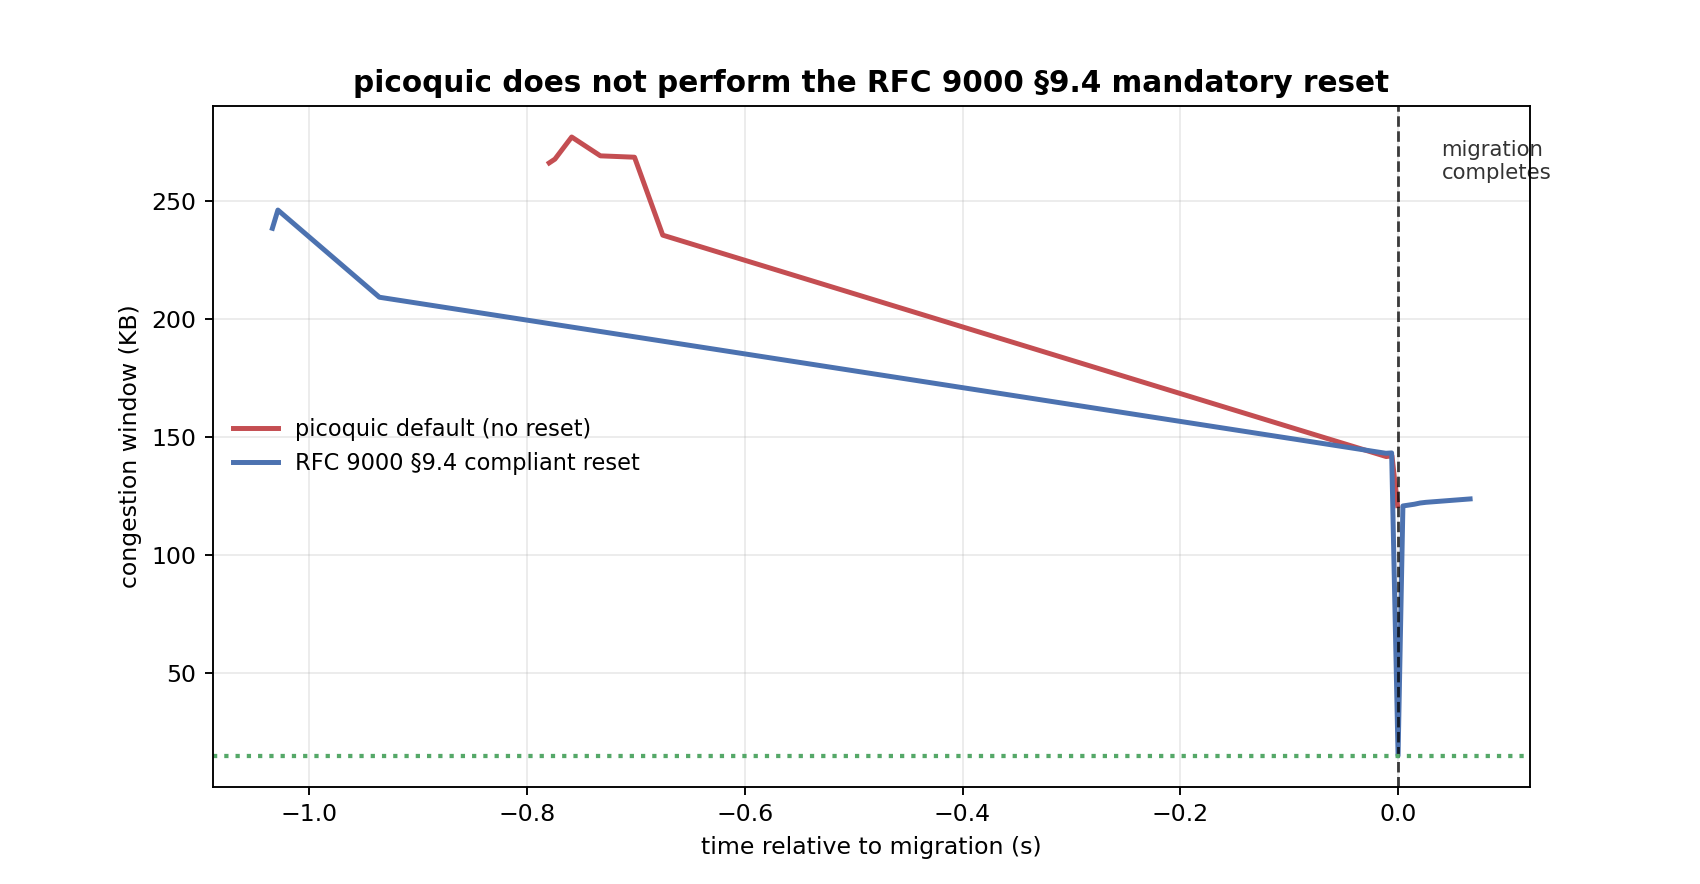 picoquic does not perform the RFC 9000 §9.4 mandatory reset
migration
completes
250
200
150
100
50
congestion window (KB)
picoquic default (no reset)
RFC 9000 §9.4 compliant reset
−1.0
−0.8
−0.6
−0.4
−0.2
0.0
time relative to migration (s)